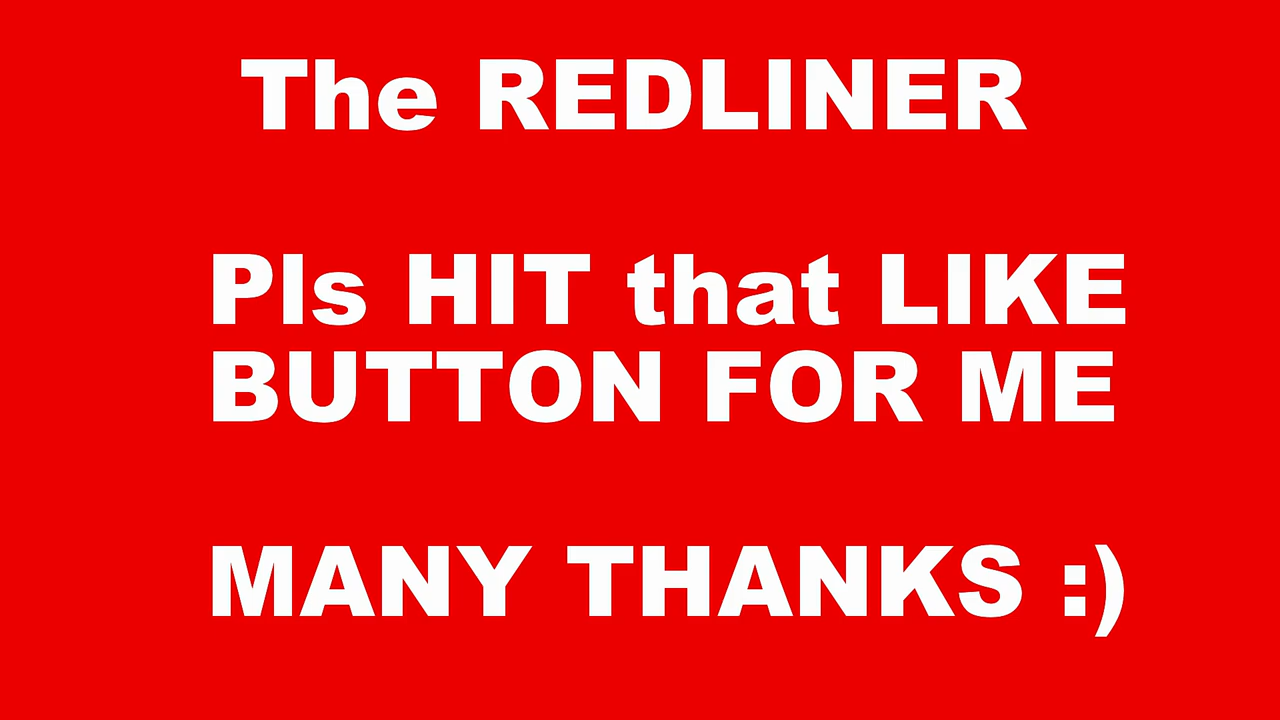 The REDLINER
Pls HIT that LIKE
BUTTON FOR ME
MANY THANKS :)